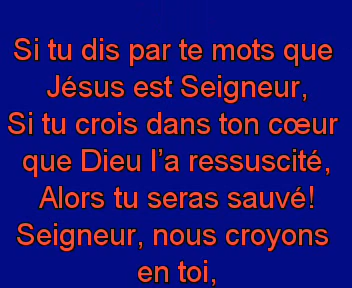 Si tu dis par te mots que
Jésus est Seigneur,
Si tu crois dans ton cœur
que Dieu l’a ressuscité,
Alors tu seras sauvé!
Seigneur, nous croyons
en toi,